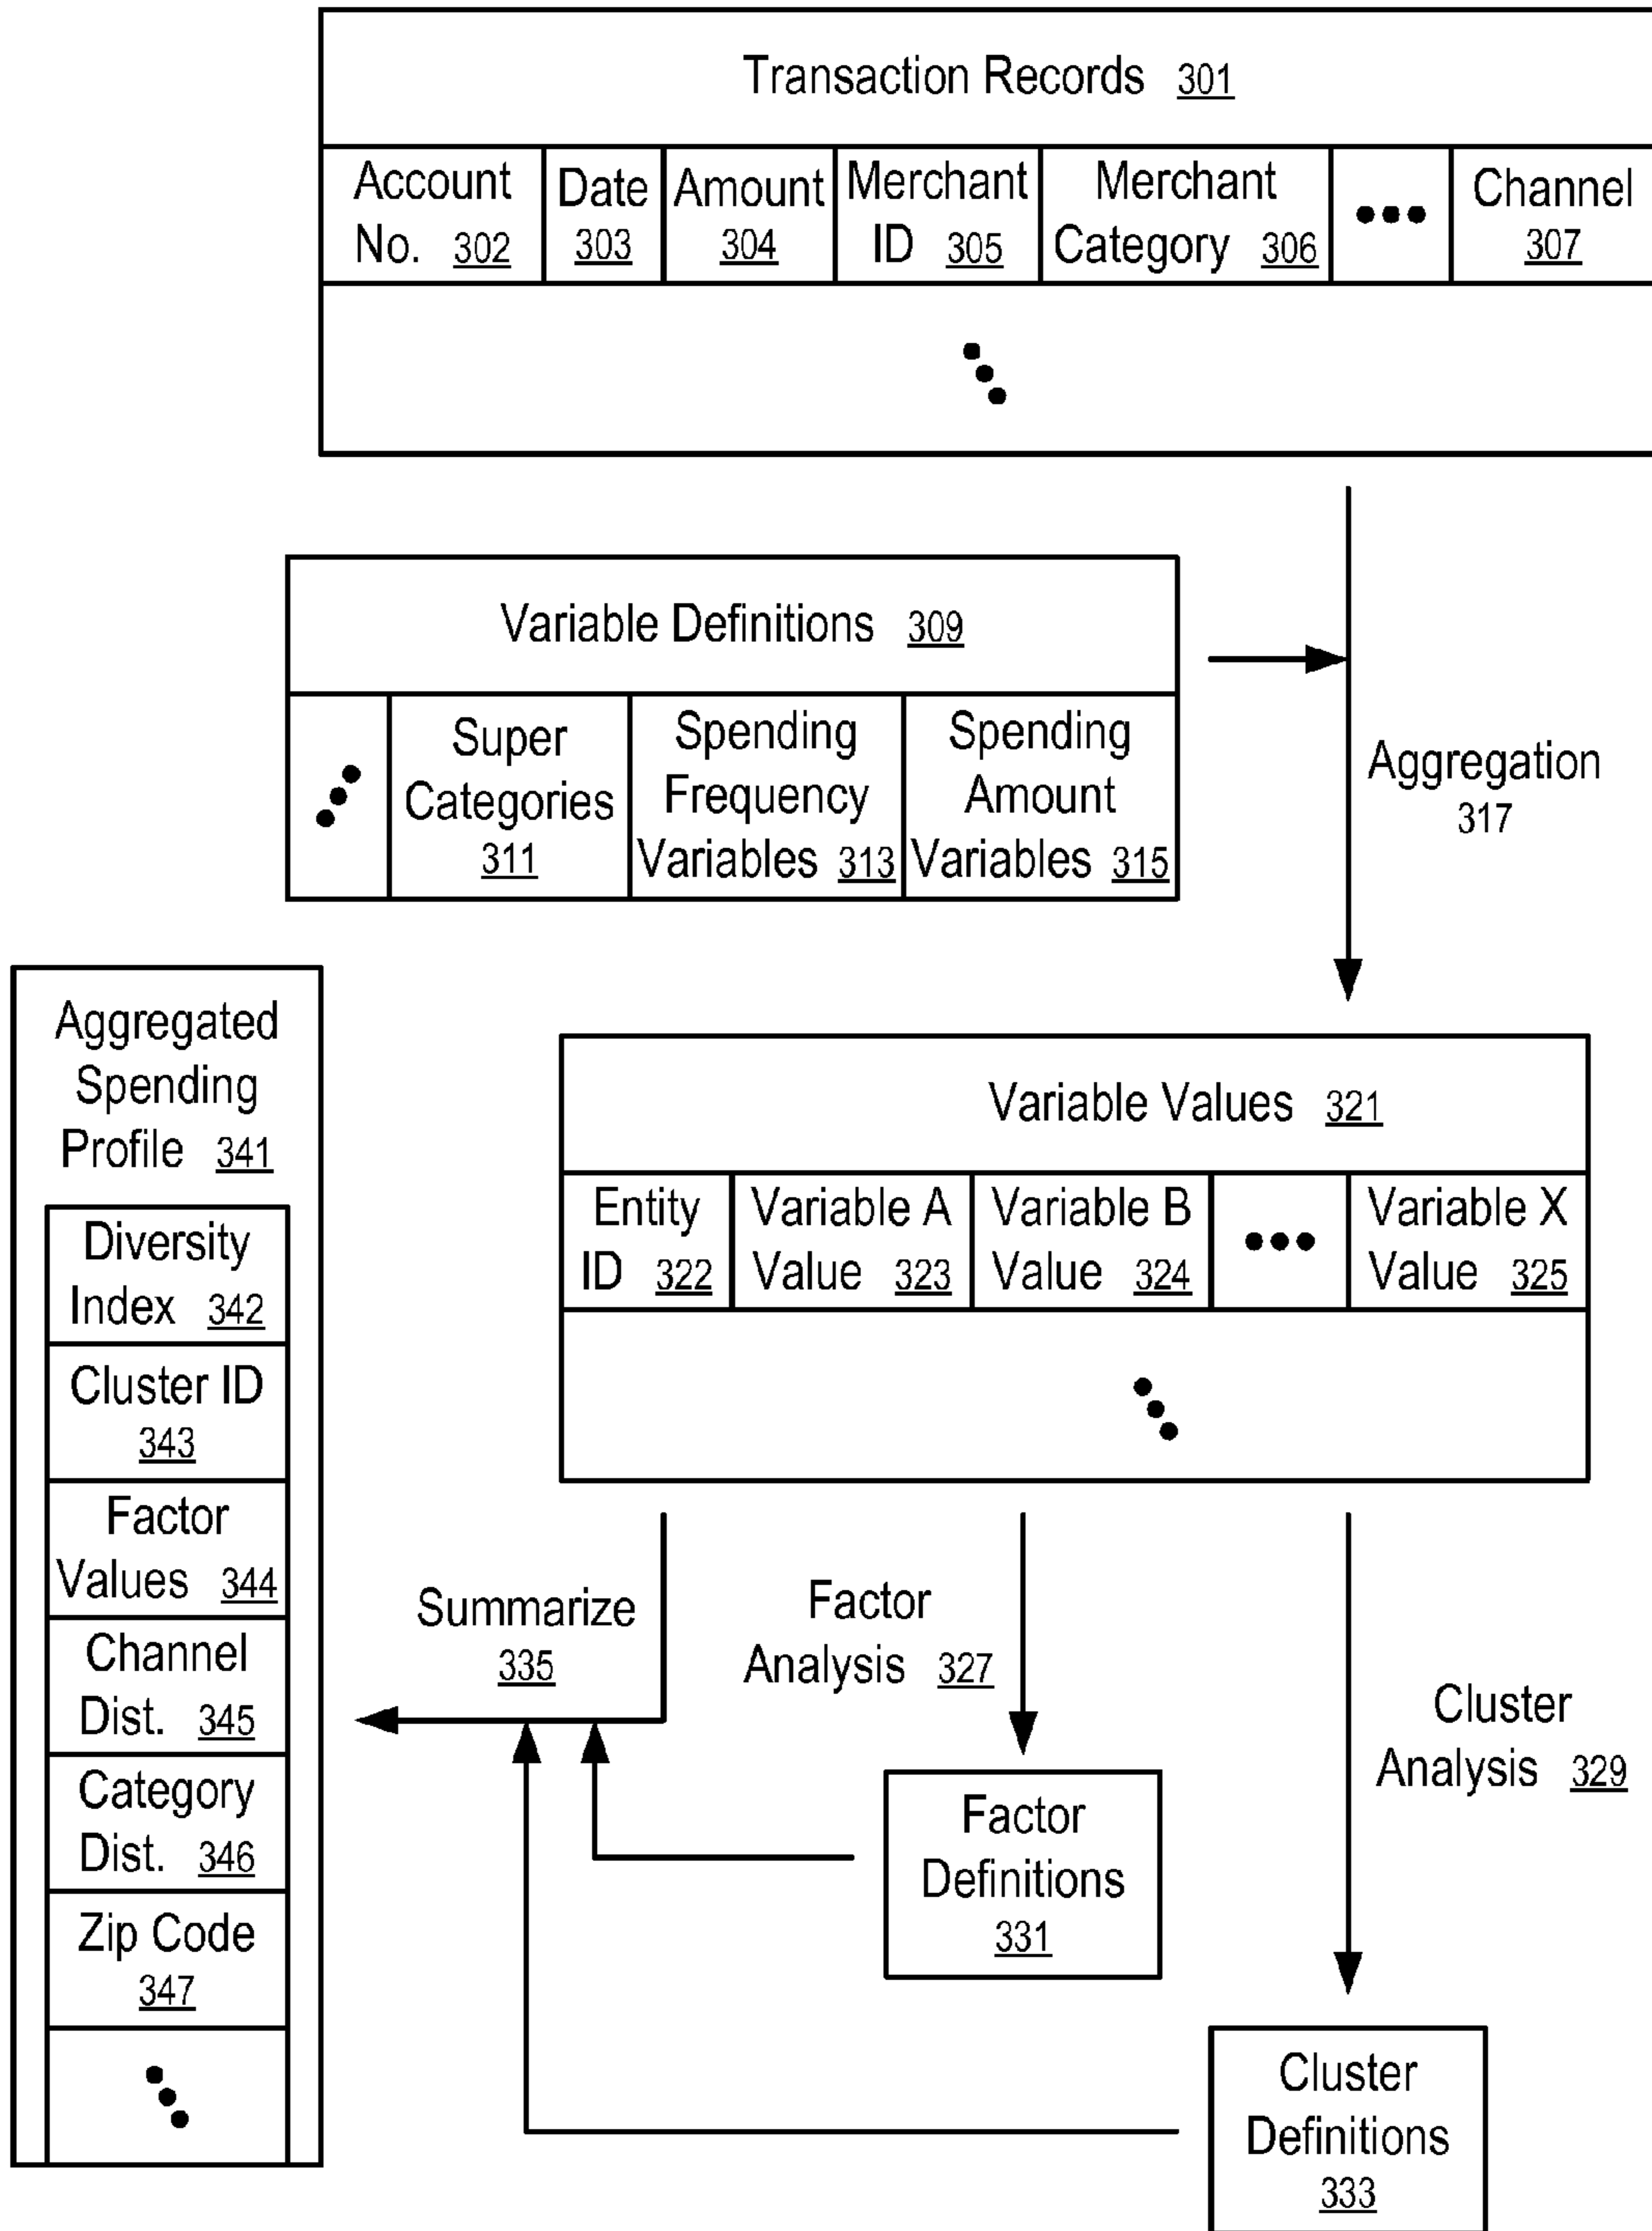 Transaction Records 301
Account
No. 302
Date
303
Amount
304
Merchant
ID 305
Merchant
Category 306
Channel
307
Variable Definitions 309
Super
Categories
311
Spending
Frequency
Variables 313
Spending
Amount
Variables 315
Aggregation
317
Aggregated
Spending
Profile 341
Diversity
Index 342
Cluster ID
343
Factor
Values 344
Channel
Dist. 345
Category
Dist. 346
Zip Code
347
Variable Values 321
Entity
ID 322
Variable A
Value 323
Variable B
Value 324
Variable X
Value 325
Summarize
335
Factor
Analysis 327
Cluster
Analysis 329
Factor
Definitions
331
Cluster
Definitions
333